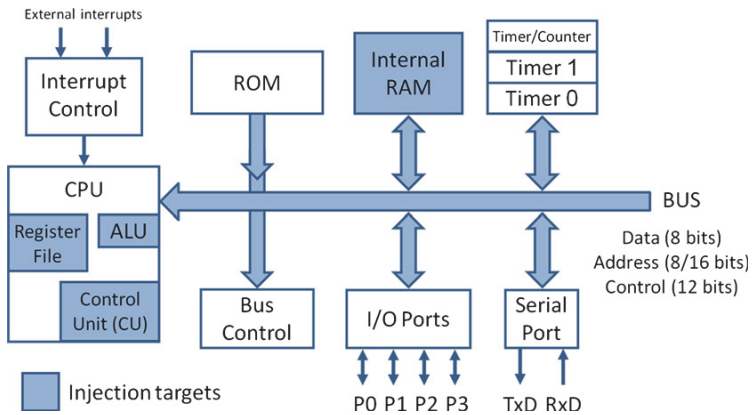 External interrupts
Interrupt
Control
ROM
Internal
RAM
Timer/Counter
Timer 1
Timer 0
CPU
Register
File
ALU
Control
Unit (CU)
BUS
Data (8 bits)
Address (8/16 bits)
Control (12 bits)
Bus
Control
I/O Ports
Serial
Port
Injection targets
P0 P1 P2 P3
TxD RxD